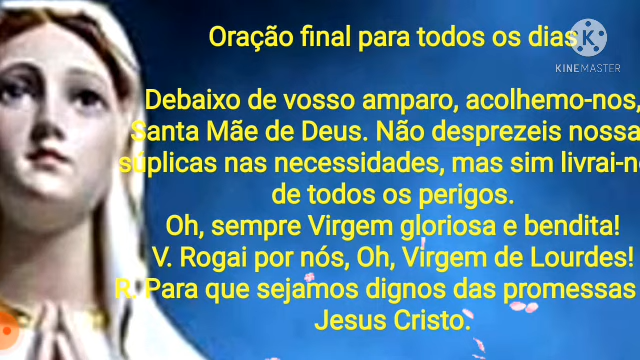 Oração final para todos os dias
KINEMASTER
Debaixo de vosso amparo, acolhemo-nos,
Santa Mãe de Deus. Não desprezeis nossa
súplicas nas necessidades, mas sim livrai-n
de todos os perigos.
Oh, sempre Virgem gloriosa e bendita!
V. Rogai por nós, Oh, Virgem de Lourdes!
R. Para que sejamos dignos das promessas
Jesus Cristo.